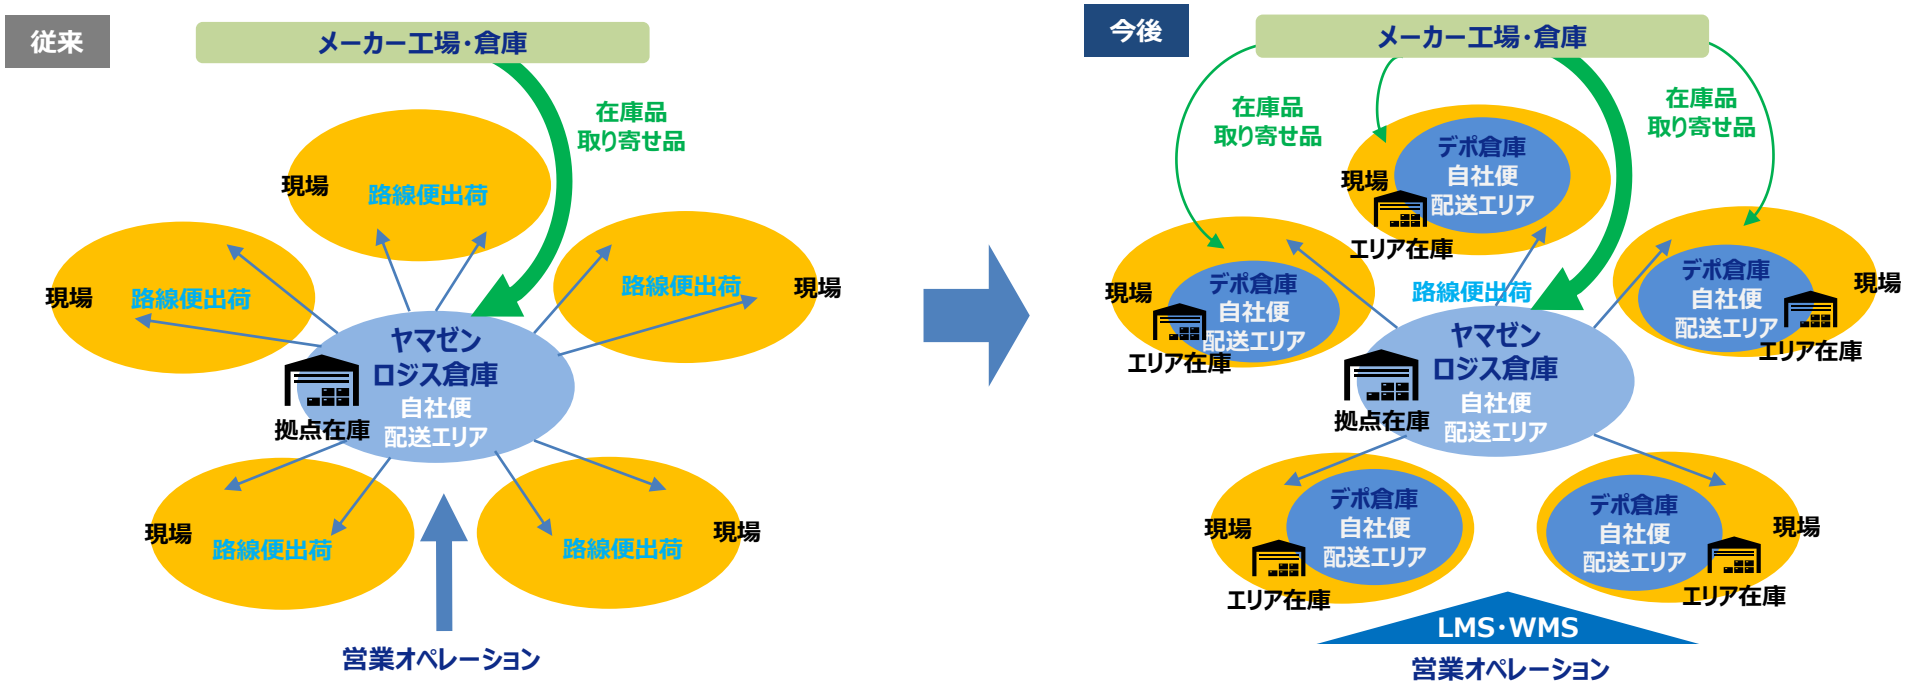 従来
メーカー工場・倉庫
在庫品
取り寄せ品
現場
路線便出荷
現場
路線便出荷
路線便出荷
現場
ヤマゼン
ロジス倉庫
自社便
配送エリア
拠点在庫
現場
路線便出荷
路線便出荷
現場
営業オペレーション
今後
メーカー工場・倉庫
在庫品
取り寄せ品
在庫品
取り寄せ品
デポ倉庫
自社便
配送エリア
現場
エリア在庫
現場
デポ倉庫
自社便
配送エリア
エリア在庫
路線便出荷
デポ倉庫
自社便
配送エリア
現場
エリア在庫
ヤマゼン
ロジス倉庫
自社便
配送エリア
拠点在庫
デポ倉庫
自社便
配送エリア
現場
エリア在庫
デポ倉庫
自社便
配送エリア
現場
エリア在庫
LMS・WMS
営業オペレーション